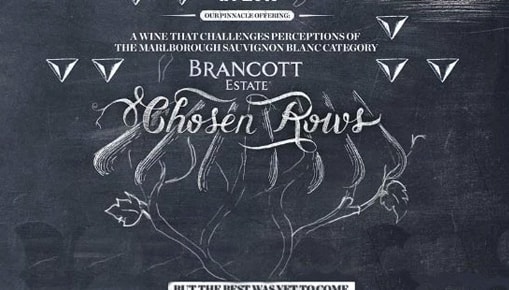 OUR PINNACLE OFFERING:
A WINE THAT CHALLENGES PERCEPTIONS OF
THE MARLBOROUGH SAUVIGNON BLANC CATEGORY
BRANCOTT
ESTATE
Chosen Rows
BUT THE BEST WAS YET TO COME